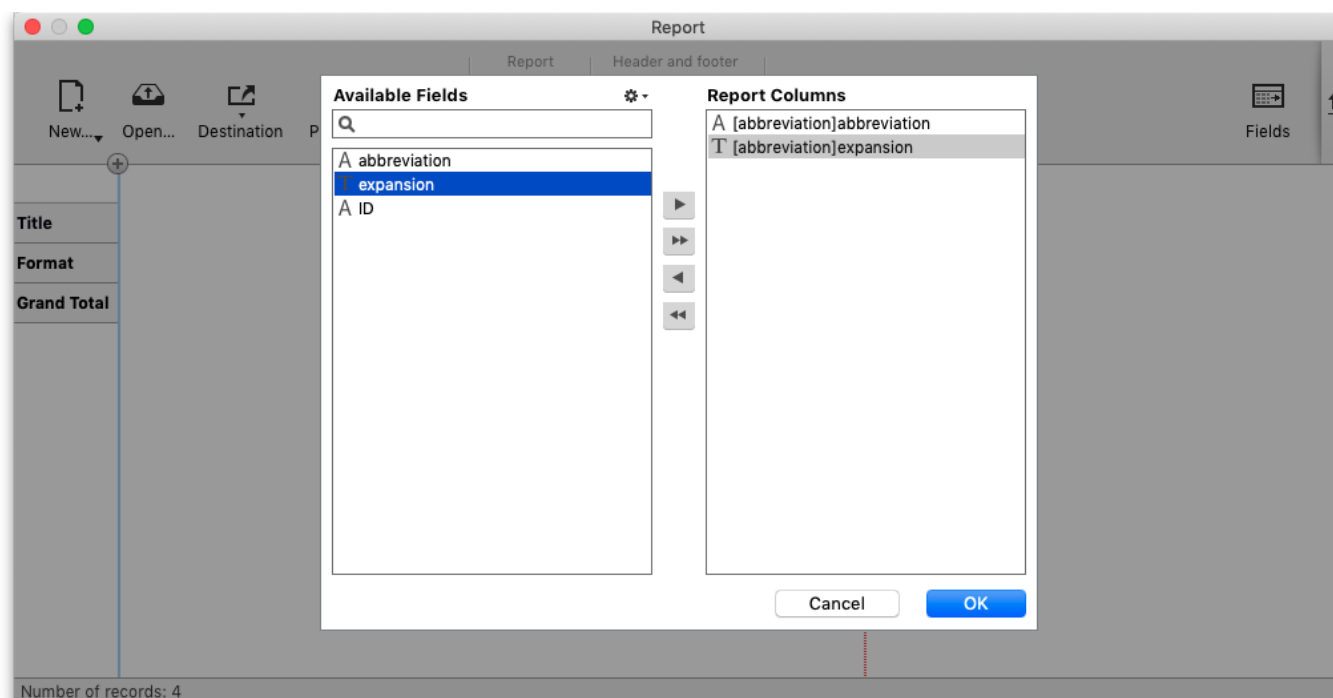 Report
Report
Header and footer
New...
Open...
Destination
P
Fields
Available Fields
abbreviation
expansion
ID
Report Columns
[abbreviation]abbreviation
[abbreviation]expansion
Title
Format
Grand Total
Cancel
OK
Number of records: 4